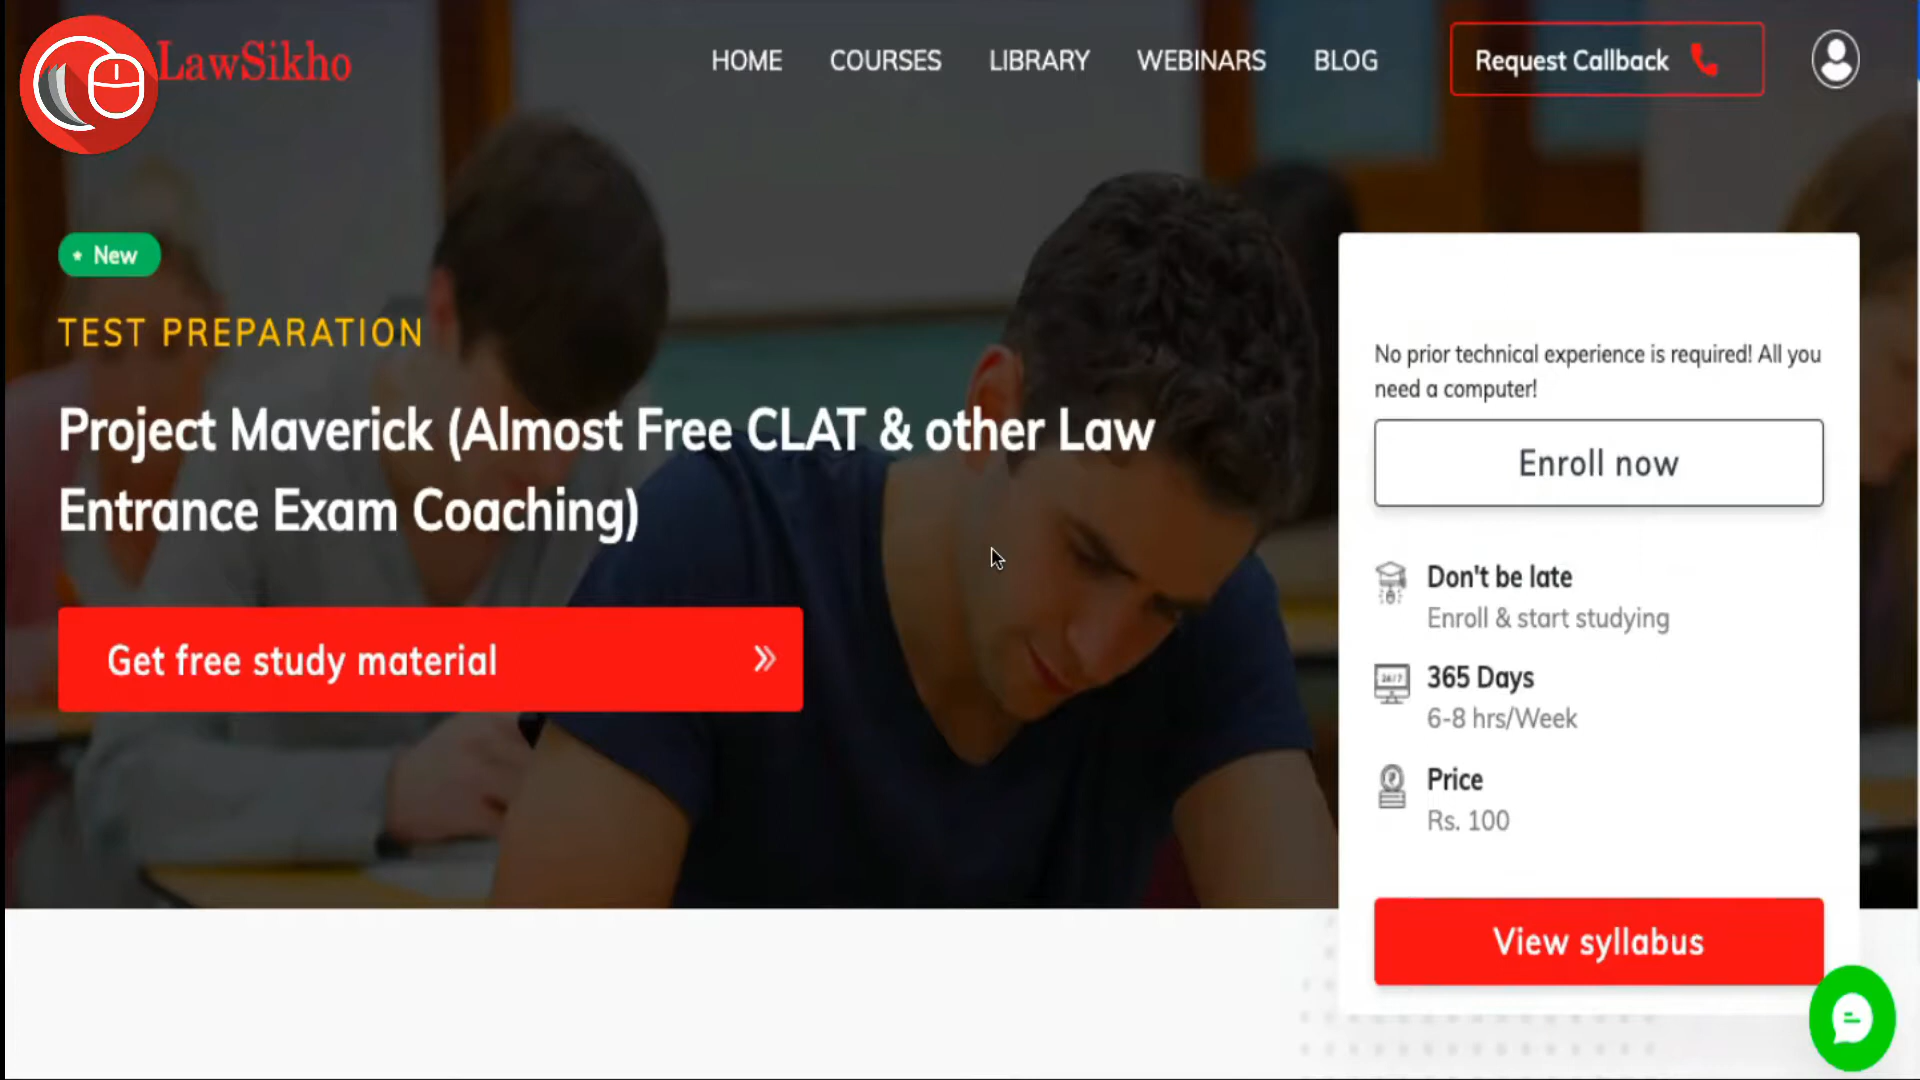 LawSikho
HOME COURSES LIBRARY WEBINARS BLOG Request Callback
New
TEST PREPARATION
Project Maverick (Almost Free CLAT & other Law
Entrance Exam Coaching)
Get free study material
No prior technical experience is required! All you
need a computer!
Enroll now
Don't be late
Enroll & start studying
24/7
365 Days
6-8 hrs/Week
Price
Rs. 100
View syllabus